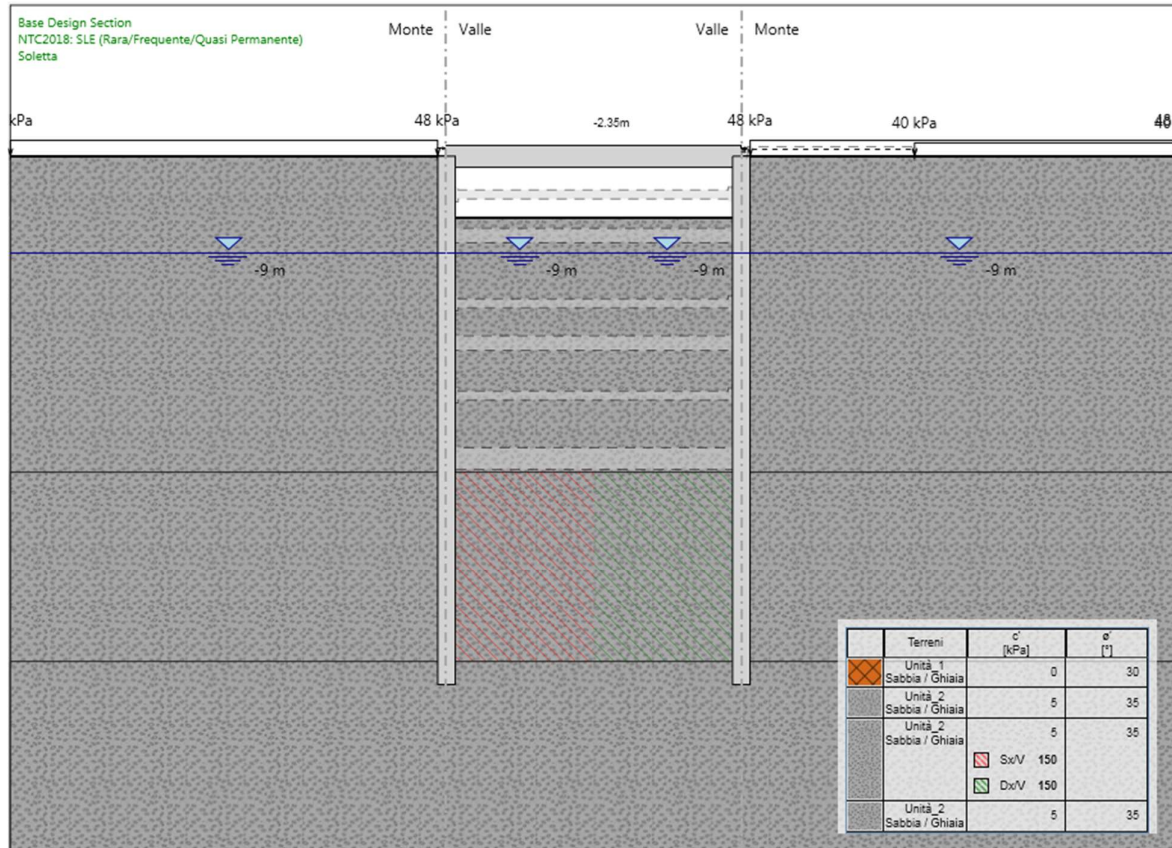 Base Design Section
NTC2018: SLE (Rara/Frequente/Quasi Permanente)
Soletta
Monte Valle Valle Monte
kPa 48 kPa -2.35m 48 kPa 40 kPa
-9 m -9 m -9 m -9 m
Terreni c' [kPa] ø' [°]
Unità_1
Sabbia / Ghiaia 0 30
Unità_2
Sabbia / Ghiaia 5 35
Unità_2
Sabbia / Ghiaia 5 35
Sx/V 150
Dx/V 150
Unità_2
Sabbia / Ghiaia 5 35